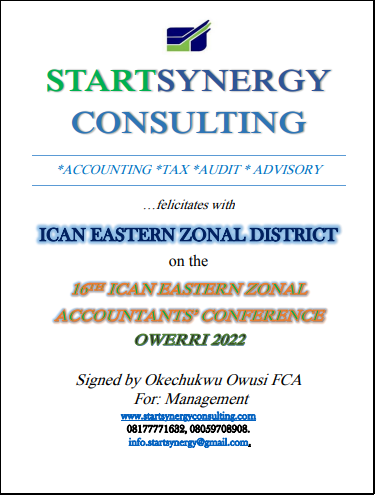 STARTSYNERGY
CONSULTING
*ACCOUNTING *TAX *AUDIT * ADVISORY
…felicitates with
ICAN EASTERN ZONAL DISTRICT
on the
16TH ICAN EASTERN ZONAL
ACCOUNTANTS’ CONFERENCE
OWERRI 2022
Signed by Okechukwu Owusi FCA
For: Management
www.startsynergyconsulting.com
08177771632, 08059708908.
info.startsynergy@gmail.com.